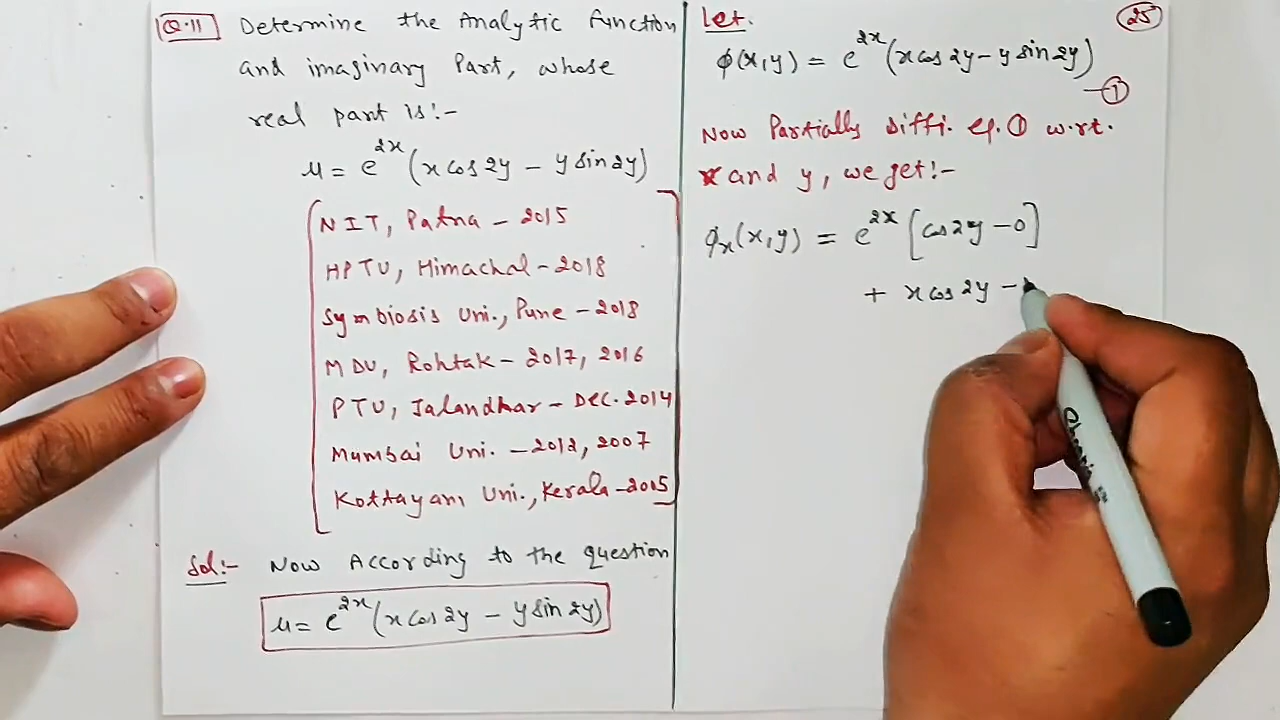 Q.11 Determine the Analytic function
and imaginary Part, whose
real part is:-
u = e^2x (x cos 2y - y sin 2y)
NIT, Patna - 2015
HPTU, Himachal - 2018
Symbiosis Uni., Pune - 2018
MDU, Rohtak - 2017, 2016
PTU, Jalandhar - Dec. 2014
Mumbai Uni. - 2012, 2007
Kottayam Uni., Kerala - 2005
Sol:- Now According to the question
u = e^2x (x cos 2y - y sin 2y)
25
Let.
φ(x,y) = e^2x (x cos 2y - y sin 2y)
—①
Now Partially diffi. eq. ① w.r.t.
x and y, we get:-
φx(x,y) = e^2x [cos 2y - 0]
+ x cos 2y -